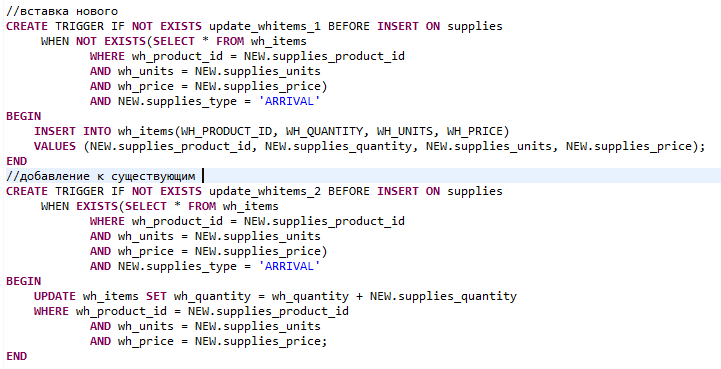 //вставка нового
CREATE TRIGGER IF NOT EXISTS update_whitems_1 BEFORE INSERT ON supplies
WHEN NOT EXISTS(SELECT * FROM wh_items
WHERE wh_product_id = NEW.supplies_product_id
AND wh_units = NEW.supplies_units
AND wh_price = NEW.supplies_price)
AND NEW.supplies_type = 'ARRIVAL'
BEGIN
INSERT INTO wh_items(WH_PRODUCT_ID, WH_QUANTITY, WH_UNITS, WH_PRICE)
VALUES (NEW.supplies_product_id, NEW.supplies_quantity, NEW.supplies_units, NEW.supplies_price);
END
//добавление к существующим
CREATE TRIGGER IF NOT EXISTS update_whitems_2 BEFORE INSERT ON supplies
WHEN EXISTS(SELECT * FROM wh_items
WHERE wh_product_id = NEW.supplies_product_id
AND wh_units = NEW.supplies_units
AND wh_price = NEW.supplies_price)
AND NEW.supplies_type = 'ARRIVAL'
BEGIN
UPDATE wh_items SET wh_quantity = wh_quantity + NEW.supplies_quantity
WHERE wh_product_id = NEW.supplies_product_id
AND wh_units = NEW.supplies_units
AND wh_price = NEW.supplies_price;
END